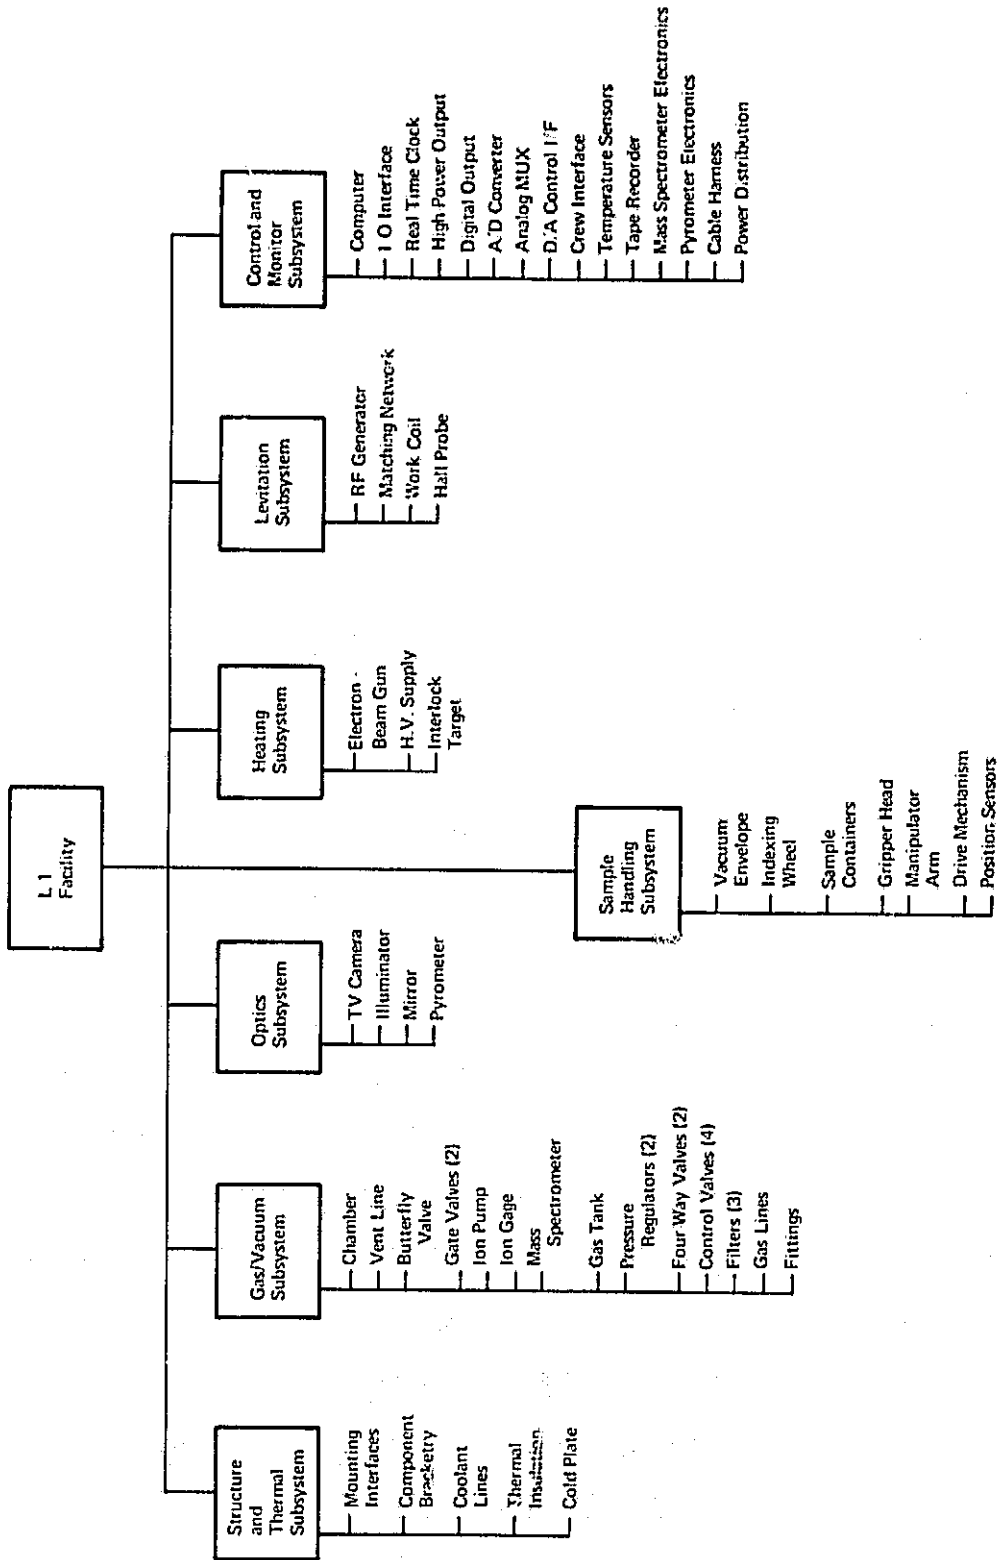 L1
Facility
Structure
and
Thermal
Subsystem
Mounting
Interfaces
Component
Bracketry
Coolant
Lines
Thermal
Insulation
Cold Plate
Gas/Vacuum
Subsystem
Chamber
Vent Line
Butterfly
Valve
Gate Valves (2)
Ion Pump
Ion Gage
Mass
Spectrometer
Gas Tank
Pressure
Regulators (2)
Four Way Valves (2)
Control Valves (4)
Filters (3)
Gas Lines
Fittings
Optics
Subsystem
TV Camera
Illuminator
Mirror
Pyrometer
Sample
Handling
Subsystem
Vacuum
Envelope
Indexing
Wheel
Sample
Containers
Gripper Head
Manipulator
Arm
Drive Mechanism
Position Sensors
Heating
Subsystem
Electron -
Beam Gun
H.V. Supply
Interlock
Target
Levitation
Subsystem
RF Generator
Matching Network
Work Coil
Hall Probe
Control and
Monitor
Subsystem
Computer
I O Interface
Real Time Clock
High Power Output
Digital Output
A/D Converter
Analog MUX
D/A Control I/F
Crew Interface
Temperature Sensors
Tape Recorder
Mass Spectrometer Electronics
Pyrometer Electronics
Cable Harness
Power Distribution